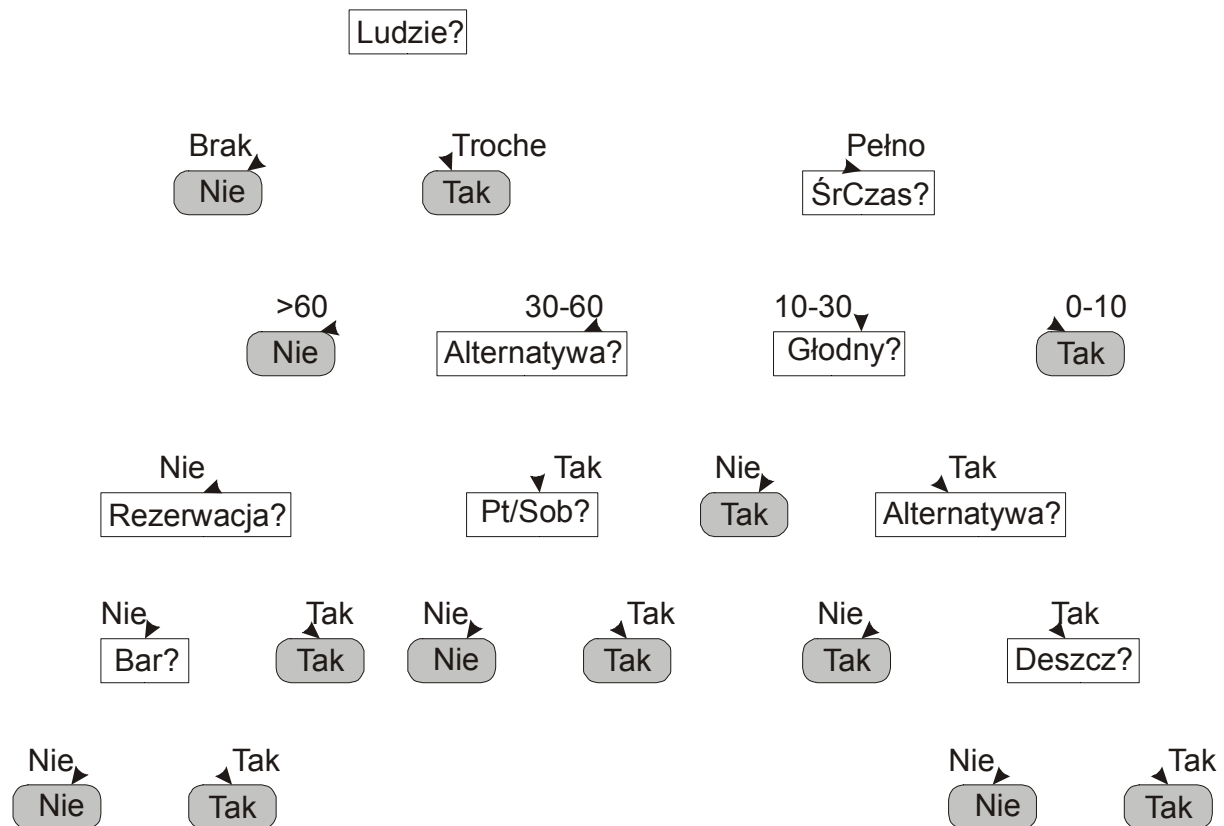 Ludzie?
Brak Troche Pełno
Nie Tak ŚrCzas?
>60 30-60 10-30 0-10
Nie Alternatywa? Głodny? Tak
Nie Tak Nie Tak
Rezerwacja? Pt/Sob? Tak Alternatywa?
Nie Tak Nie Tak Nie Tak
Bar? Tak Nie Tak Tak Deszcz?
Nie Tak Nie Tak
Nie Tak Nie Tak